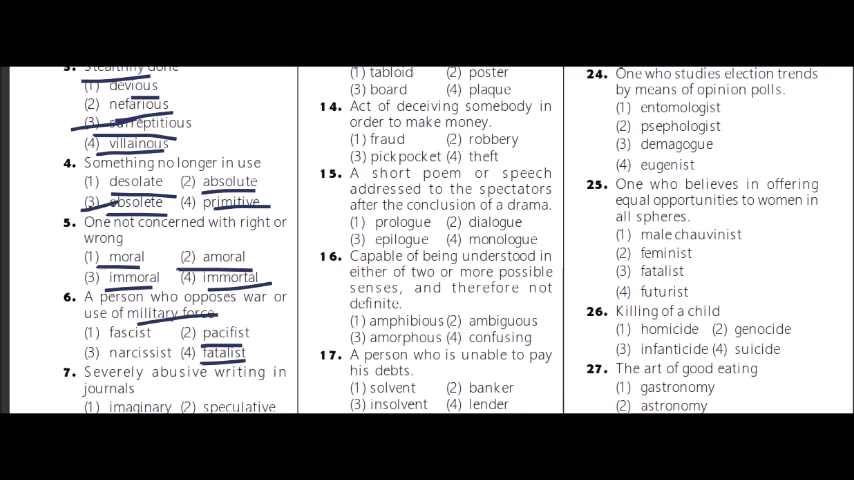 3. Stealthily done
(1) devious
(2) nefarious
(3) surreptitious
(4) villainous
4. Something no longer in use
(1) desolate (2) absolute
(3) obsolete (4) primitive
5. One not concerned with right or
wrong
(1) moral (2) amoral
(3) immoral (4) immortal
6. A person who opposes war or
use of military force
(1) fascist (2) pacifist
(3) narcissist (4) fatalist
7. Severely abusive writing in
journals
(1) imaginary (2) speculative
(1) tabloid (2) poster
(3) board (4) plaque
14. Act of deceiving somebody in
order to make money.
(1) fraud (2) robbery
(3) pickpocket (4) theft
15. A short poem or speech
addressed to the spectators
after the conclusion of a drama.
(1) prologue (2) dialogue
(3) epilogue (4) monologue
16. Capable of being understood in
either of two or more possible
senses, and therefore not
definite.
(1) amphibious (2) ambiguous
(3) amorphous (4) confusing
17. A person who is unable to pay
his debts.
(1) solvent (2) banker
(3) insolvent (4) lender
24. One who studies election trends
by means of opinion polls.
(1) entomologist
(2) psephologist
(3) demagogue
(4) eugenist
25. One who believes in offering
equal opportunities to women in
all spheres.
(1) male chauvinist
(2) feminist
(3) fatalist
(4) futurist
26. Killing of a child
(1) homicide (2) genocide
(3) infanticide (4) suicide
27. The art of good eating
(1) gastronomy
(2) astronomy